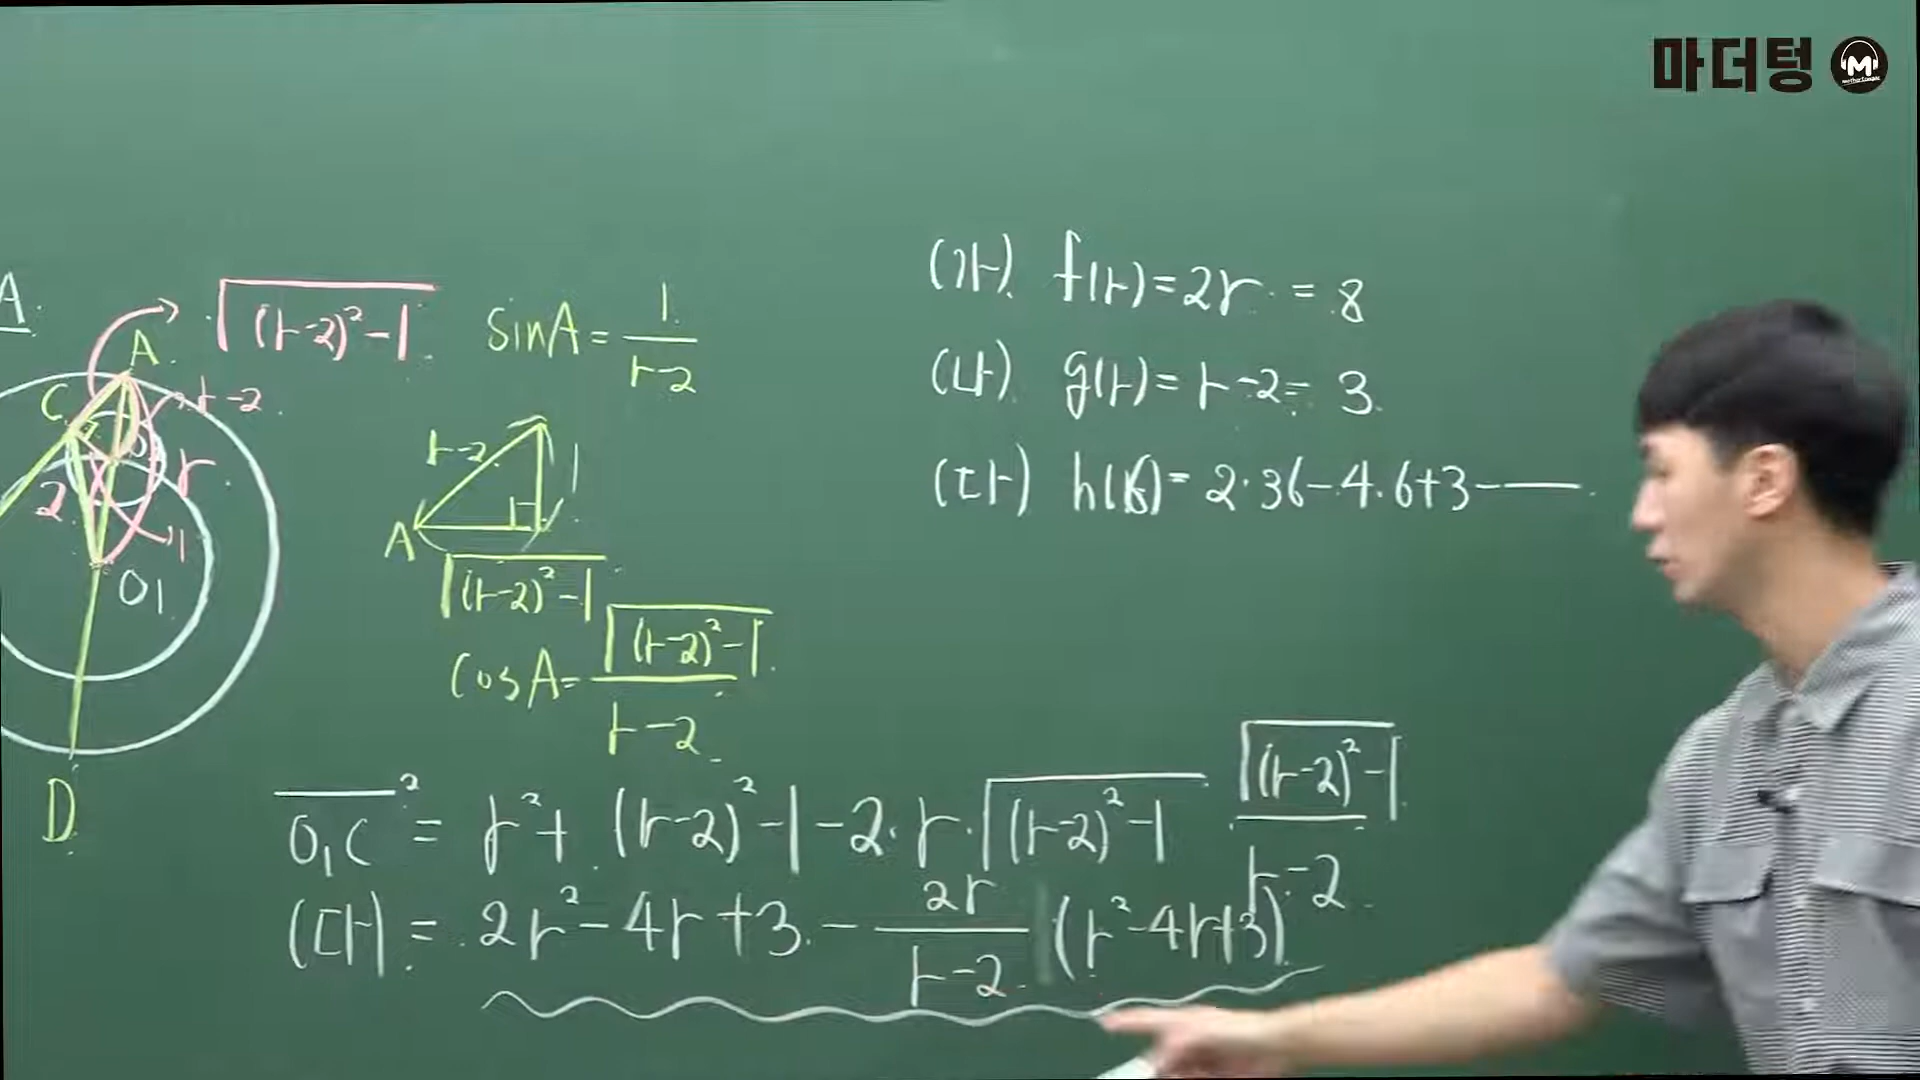 마더텅 M
A.
√((r-2)²-1)
sinA = 1/(r-2)
A
C
r-2
2
r
1
O₁
D
r-2
1
A
√((r-2)²-1)
cosA = √((r-2)²-1)/(r-2)
(가) f(r)=2r = 8
(나) g(r)=r-2= 3
(다) h(6)= 2·36-4·6+3-
O₁C² = r²+(r-2)²-1-2·r·√((r-2)²-1) √((r-2)²-1)/(r-2)
(다) = 2r²-4r+3 - 2r/(r-2) (r²-4r+3)